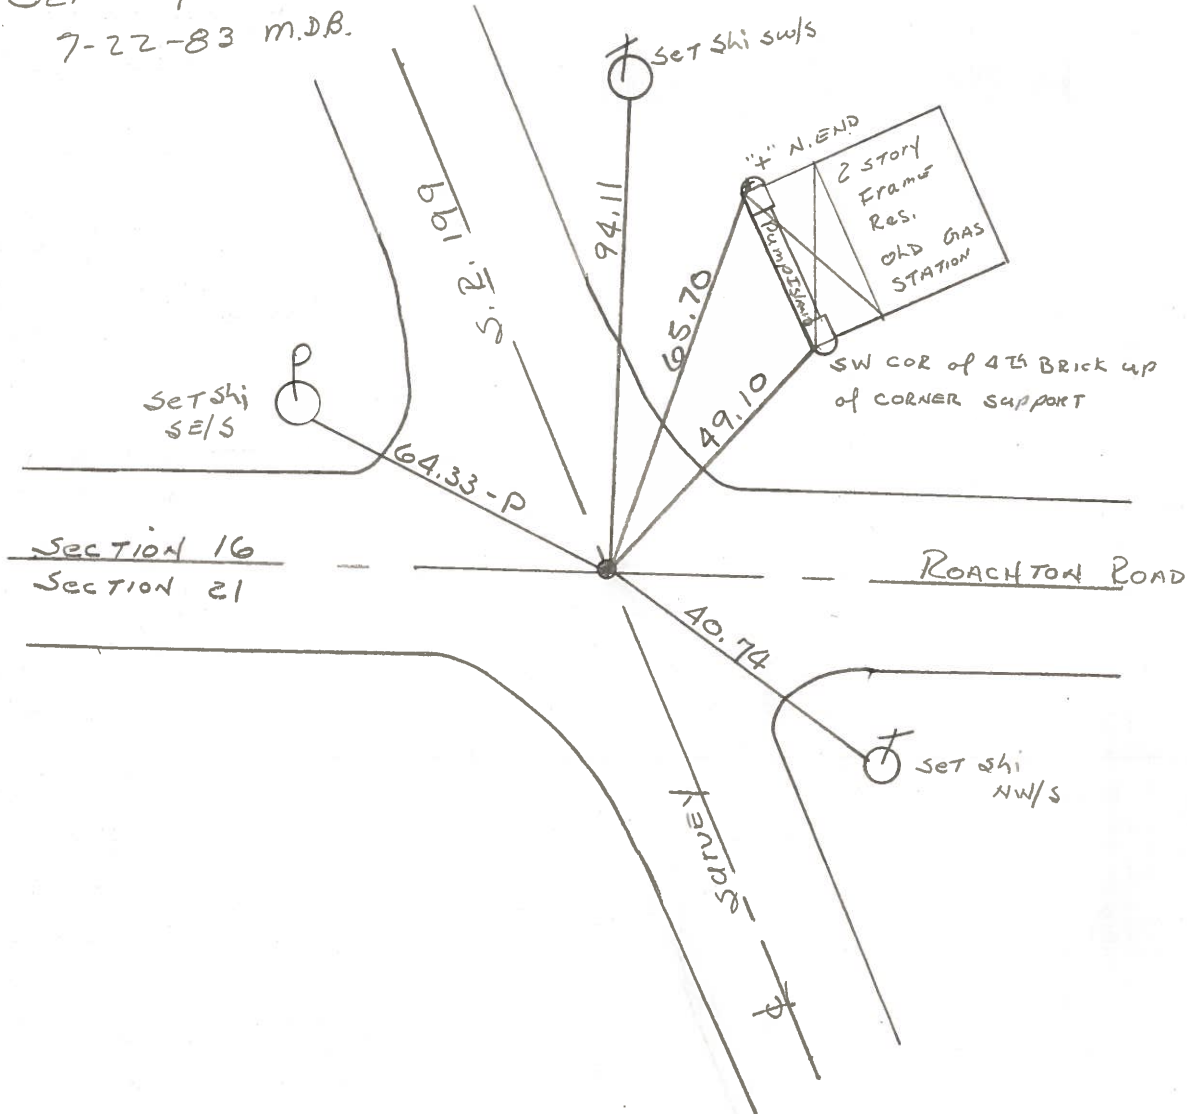 9-22-83 M.D.B.
SET Shi SW/S
"+" N. END
2 STORY
Frame
Res.
OLD GAS
STATION
Pump Island
S.R. 199
94.11
65.70
49.10
SW COR of 4TH BRICK up
of CORNER Support
P
SET Shi
SE/S
64.33-P
SECTION 16
SECTION 21
ROACHTON ROAD
40.74
SET Shi
NW/S
Survey
℄